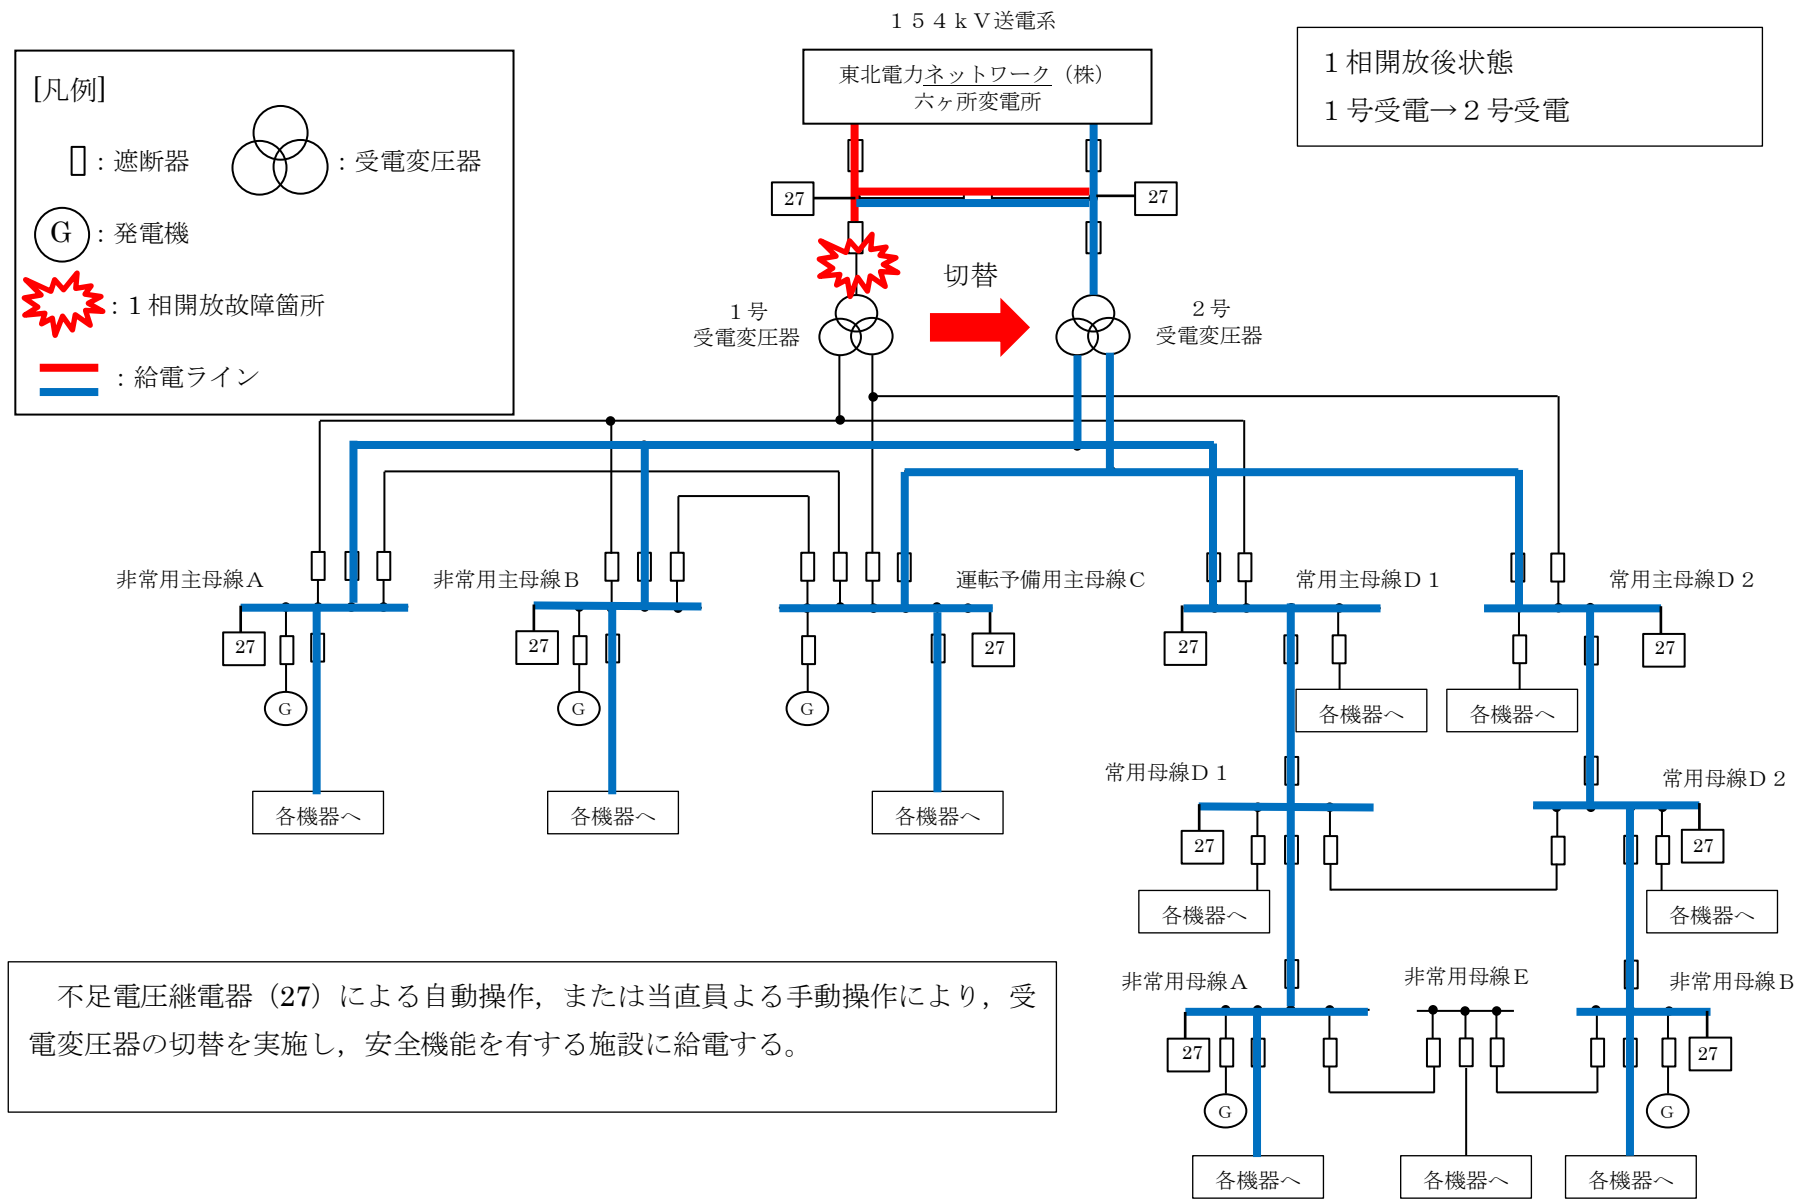 154kV送電系
東北電力ネットワーク（株）
六ヶ所変電所
1相開放後状態
1号受電→2号受電
[凡例]
：遮断器
：受電変圧器
G
：発電機
：1相開放故障箇所
：給電ライン
27
27
切替
1号
受電変圧器
2号
受電変圧器
非常用主母線A
非常用主母線B
運転予備用主母線C
常用主母線D1
常用主母線D2
27
27
27
27
27
G
G
G
各機器へ
各機器へ
常用母線D1
常用母線D2
各機器へ
各機器へ
各機器へ
27
27
各機器へ
各機器へ
非常用母線A
非常用母線E
非常用母線B
27
27
G
G
各機器へ
各機器へ
各機器へ
不足電圧継電器（27）による自動操作，または当直員よる手動操作により，受
電変圧器の切替を実施し，安全機能を有する施設に給電する。